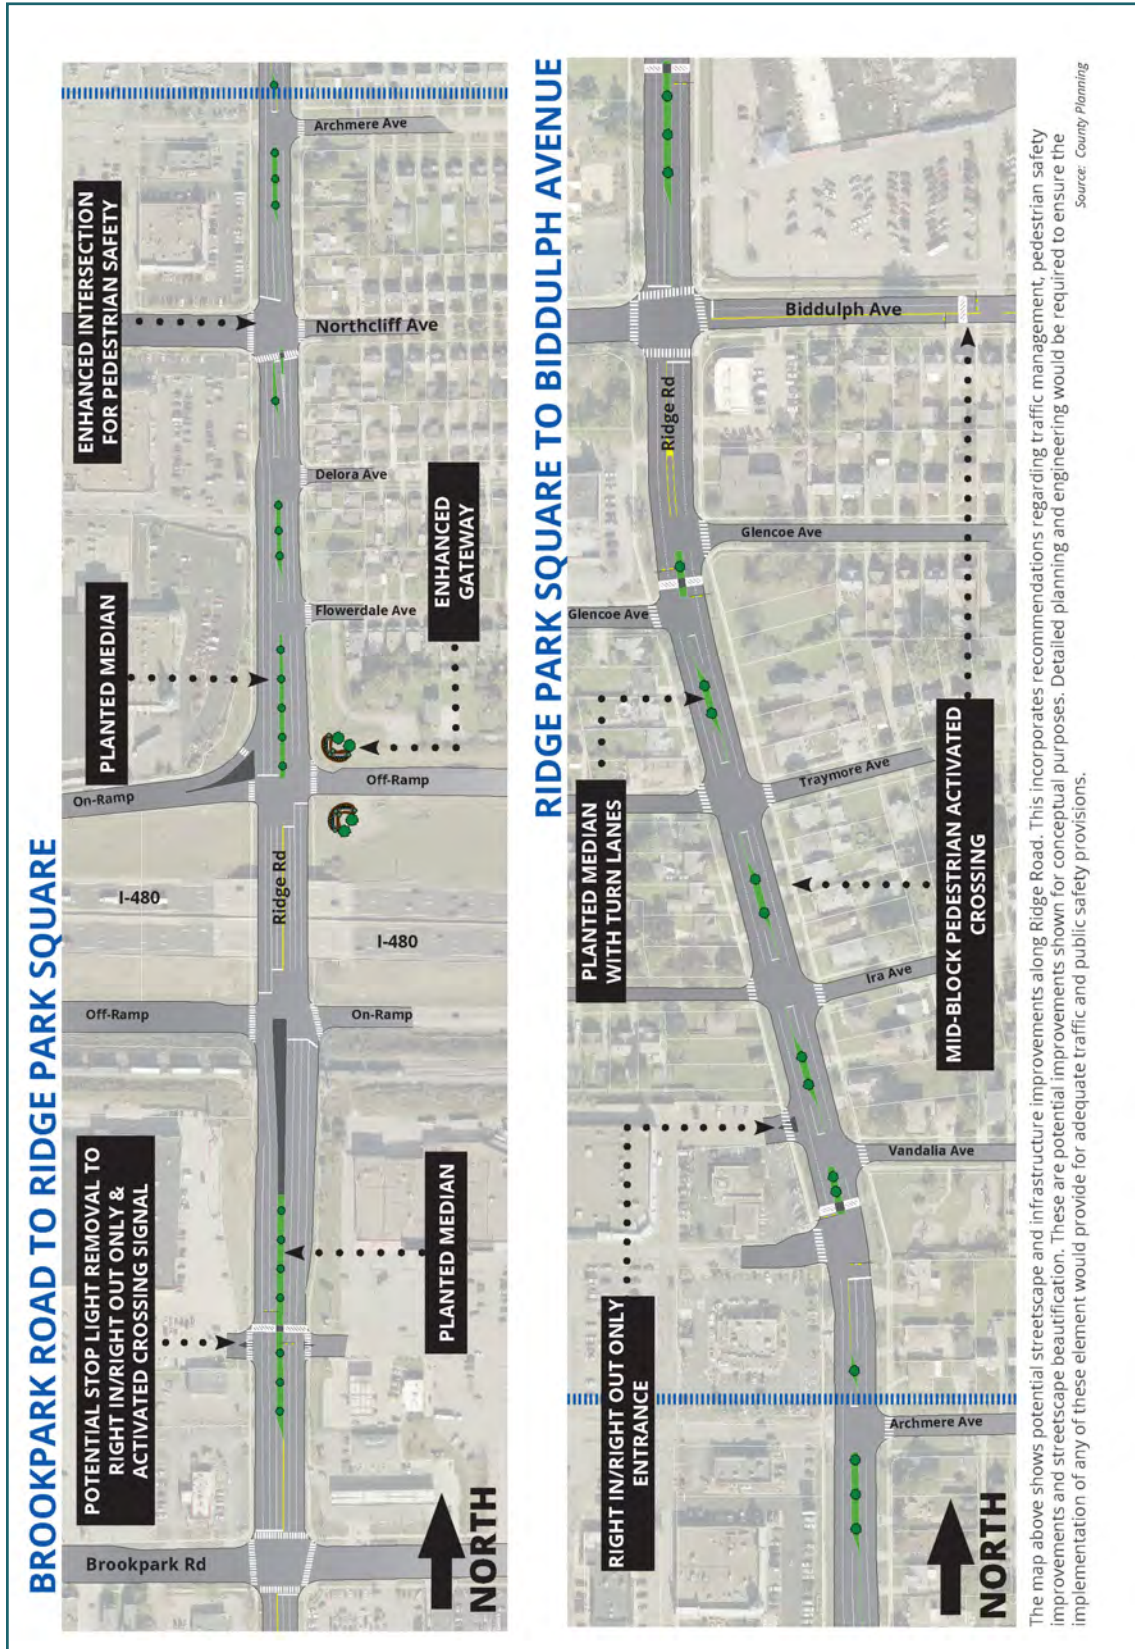 BROOKPARK ROAD TO RIDGE PARK SQUARE
Brookpark Rd
POTENTIAL STOP LIGHT REMOVAL TO
RIGHT IN/RIGHT OUT ONLY &
ACTIVATED CROSSING SIGNAL
PLANTED MEDIAN
Off-Ramp
On-Ramp
I-480
Ridge Rd
I-480
On-Ramp
Off-Ramp
PLANTED MEDIAN
Flowerdale Ave
ENHANCED
GATEWAY
Delora Ave
ENHANCED INTERSECTION
FOR PEDESTRIAN SAFETY
Northcliff Ave
Archmere Ave
NORTH
RIDGE PARK SQUARE TO BIDDULPH AVENUE
RIGHT IN/RIGHT OUT ONLY
ENTRANCE
Archmere Ave
Vandalia Ave
Ira Ave
PLANTED MEDIAN
WITH TURN LANES
Traymore Ave
MID-BLOCK PEDESTRIAN ACTIVATED
CROSSING
Glencoe Ave
Glencoe Ave
Ridge Rd
Biddulph Ave
NORTH
The map above shows potential streetscape and infrastructure improvements along Ridge Road. This incorporates recommendations regarding traffic management, pedestrian safety
improvements and streetscape beautification. These are potential improvements shown for conceptual purposes. Detailed planning and engineering would be required to ensure the
implementation of any of these element would provide for adequate traffic and public safety provisions.
Source: County Planning